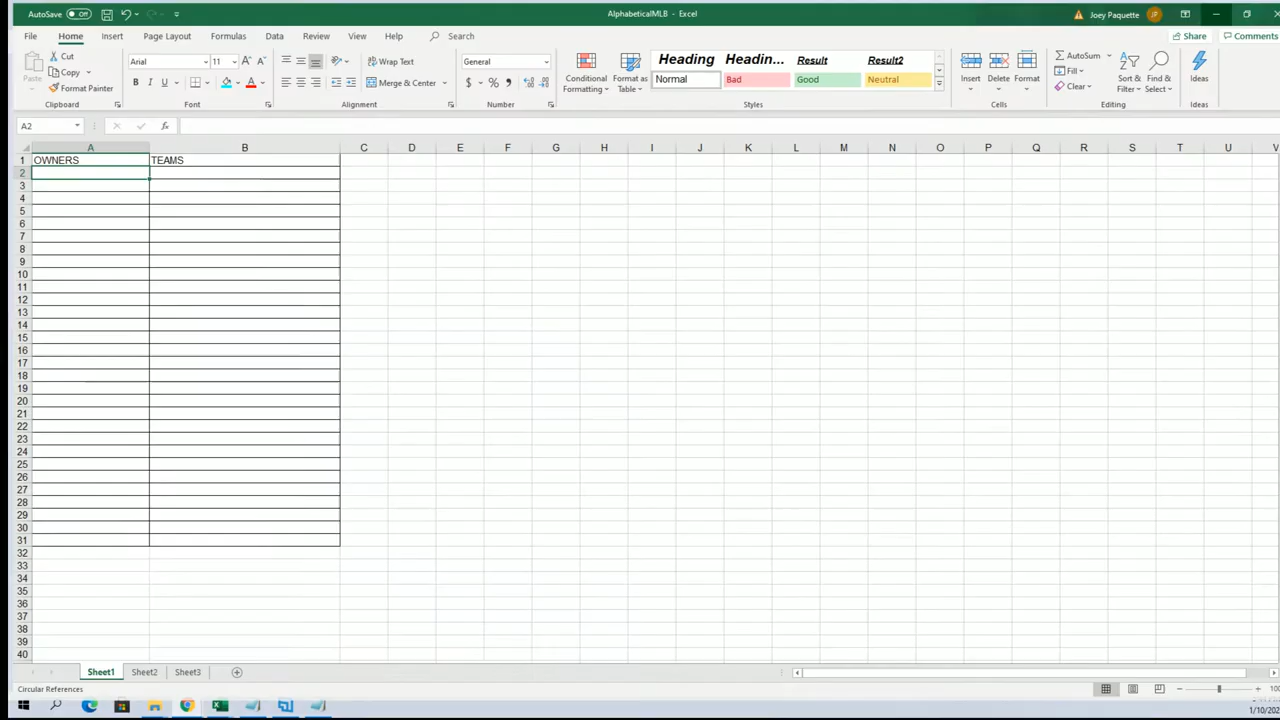 AutoSave Off
AlphabeticalMLB - Excel
Joey Paquette JP
File Home Insert Page Layout Formulas Data Review View Help Search
Share Comments
Paste
Cut
Copy
Format Painter
Arial 11 A A
B I U A
Wrap Text
Merge & Center
General
$ % ,
Conditional Formatting
Format as Table
Heading Headin... Result Result2
Normal Bad Good Neutral
Insert Delete Format
AutoSum
Fill
Clear
Sort & Filter
Find & Select
Ideas
Clipboard Font Alignment Number Styles Cells Editing Ideas
A2 fx
A B C D E F G H I J K L M N O P Q R S T U V
1 OWNERS TEAMS
2
3
4
5
6
7
8
9
10
11
12
13
14
15
16
17
18
19
20
21
22
23
24
25
26
27
28
29
30
31
32
33
34
35
36
37
38
39
40
Sheet1 Sheet2 Sheet3
Circular References